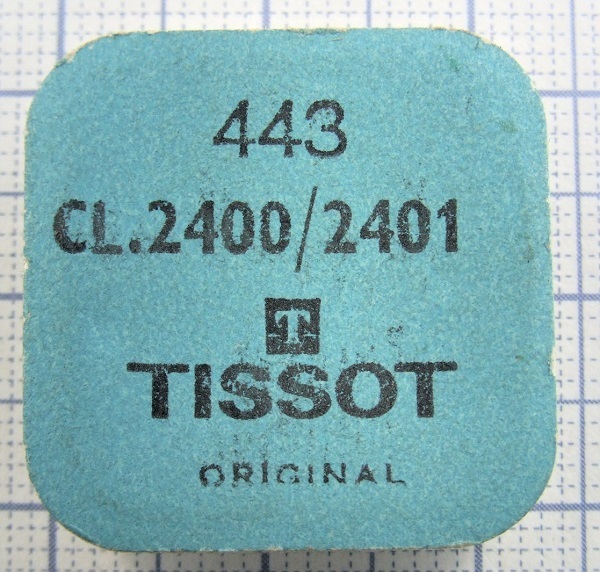 443
CL.2400/2401
T
TISSOT
ORIGINAL